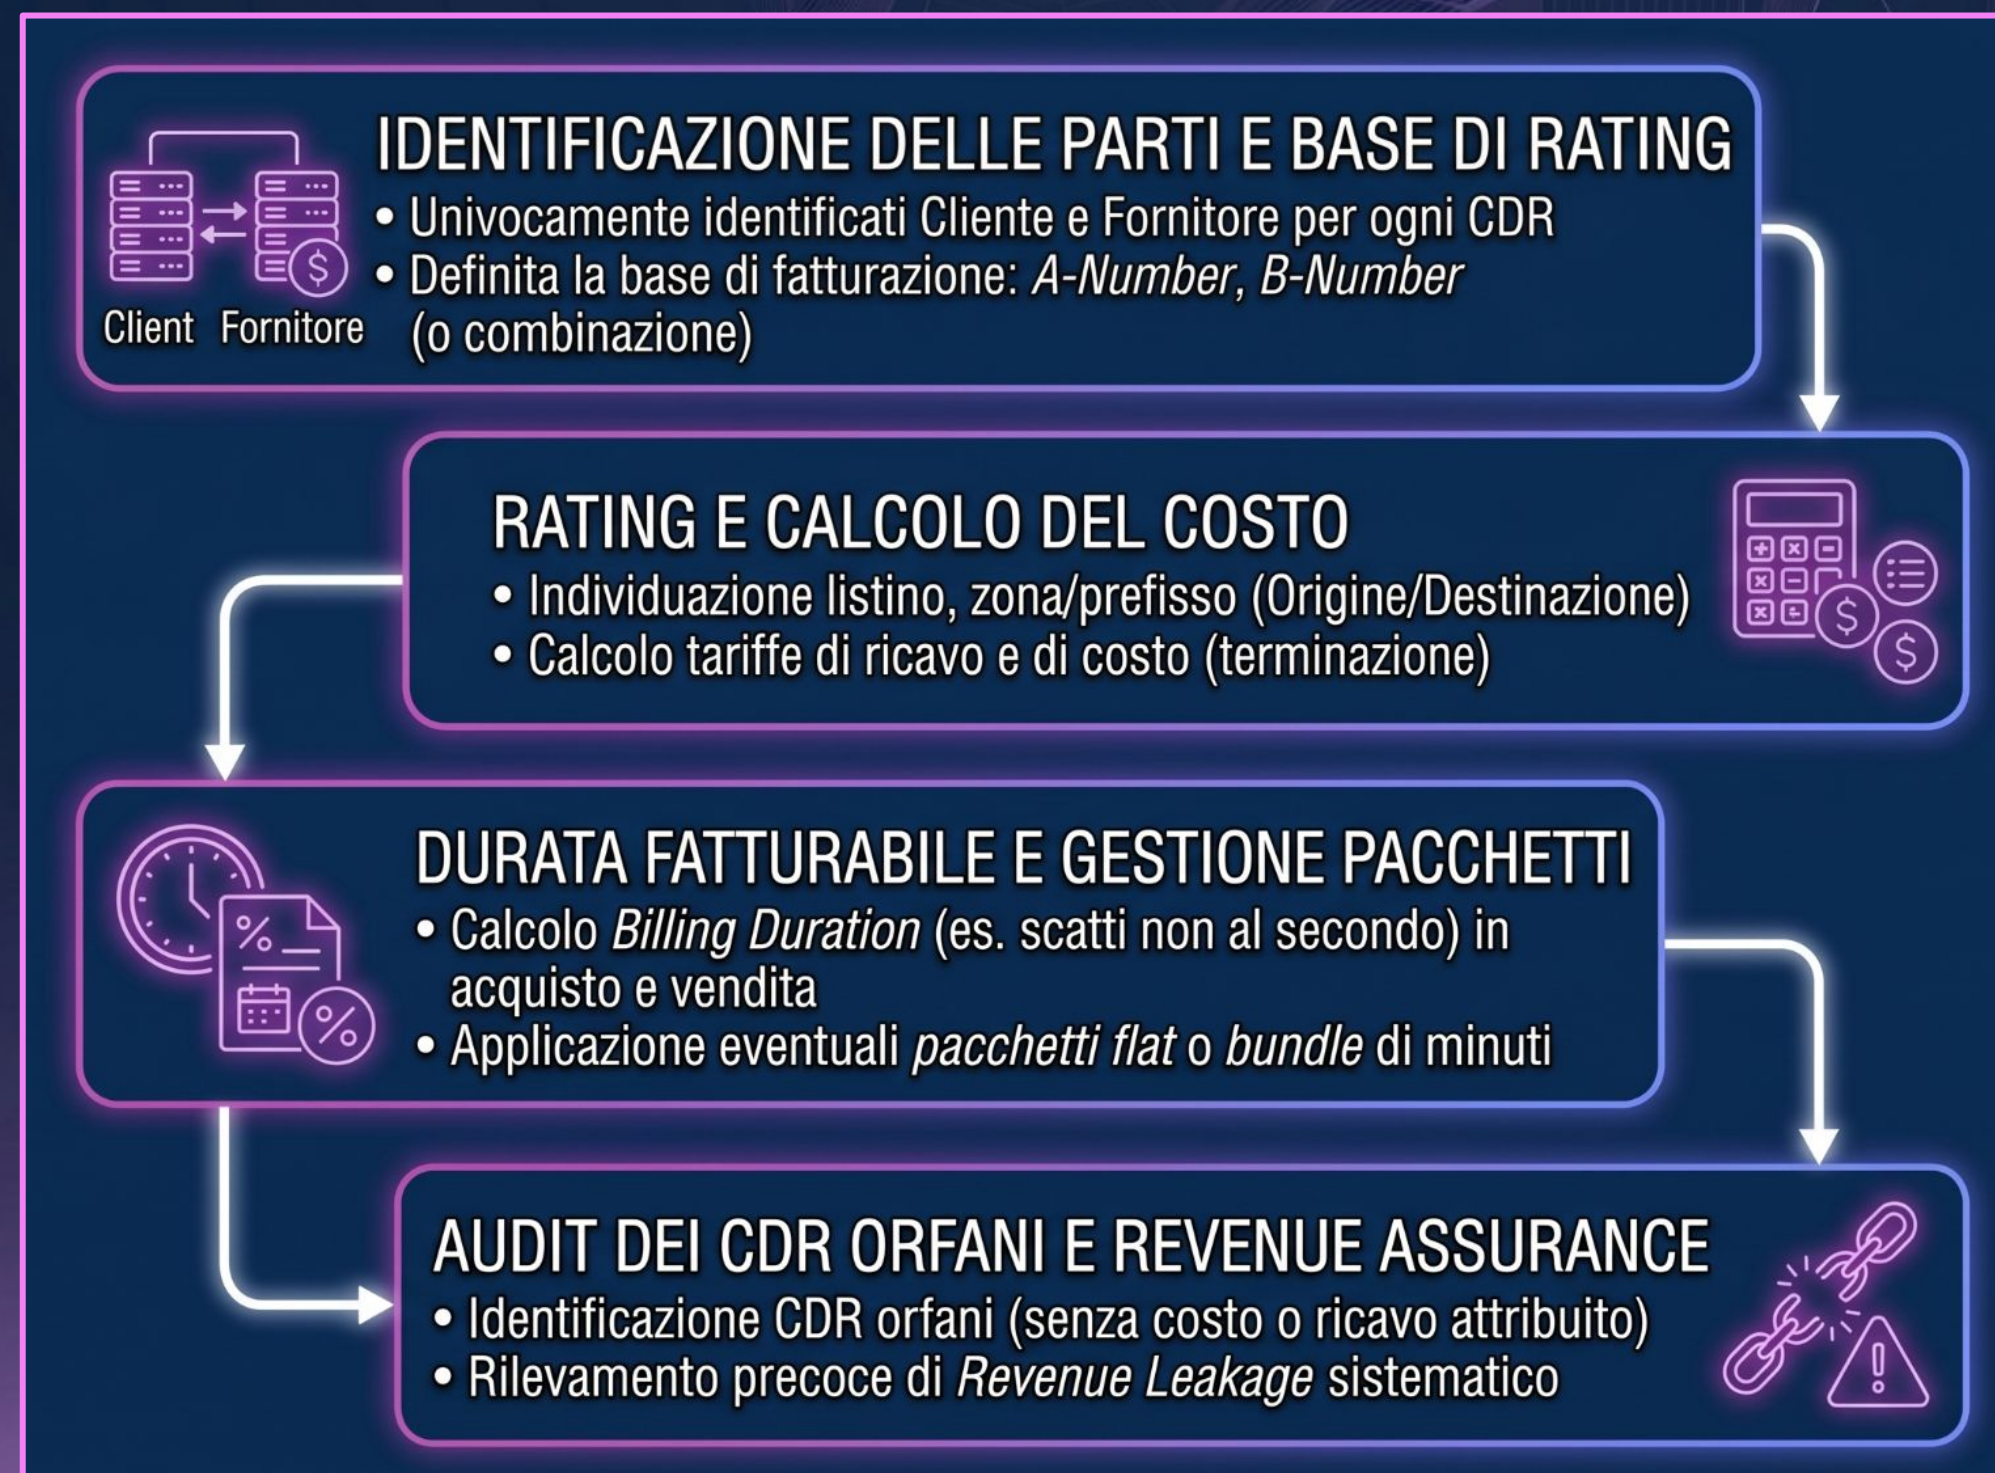 IDENTIFICAZIONE DELLE PARTI E BASE DI RATING
• Univocamente identificati Cliente e Fornitore per ogni CDR
• Definita la base di fatturazione: A-Number, B-Number
(o combinazione)
Client Fornitore
RATING E CALCOLO DEL COSTO
• Individuazione listino, zona/prefisso (Origine/Destinazione)
• Calcolo tariffe di ricavo e di costo (terminazione)
DURATA FATTURABILE E GESTIONE PACCHETTI
• Calcolo Billing Duration (es. scatti non al secondo) in
acquisto e vendita
• Applicazione eventuali pacchetti flat o bundle di minuti
AUDIT DEI CDR ORFANI E REVENUE ASSURANCE
• Identificazione CDR orfani (senza costo o ricavo attribuito)
• Rilevamento precoce di Revenue Leakage sistematico